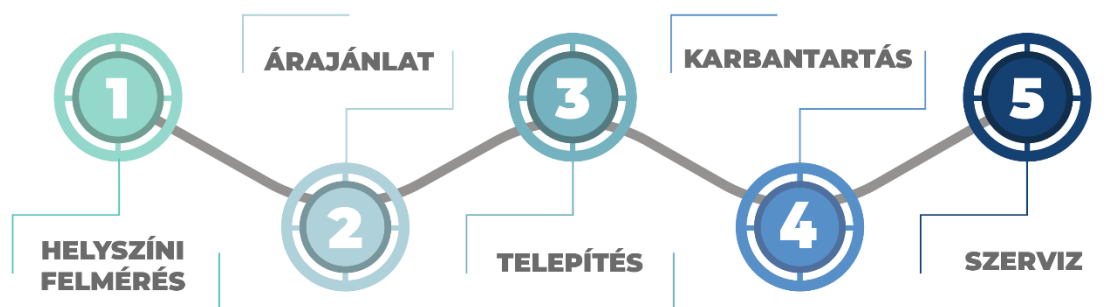 1
HELYSZÍNI
FELMÉRÉS
2
ÁRAJÁNLAT
3
TELEPÍTÉS
4
KARBANTARTÁS
5
SZERVIZ